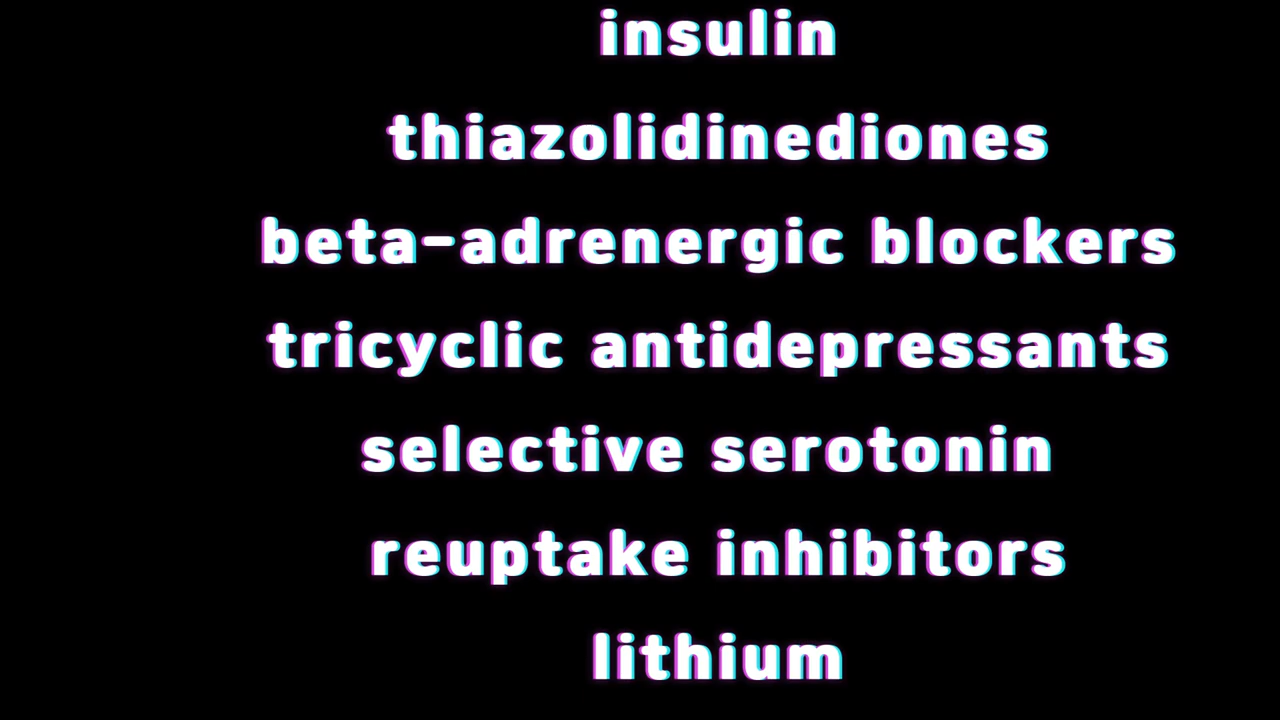 insulin
thiazolidinediones
beta-adrenergic blockers
tricyclic antidepressants
selective serotonin
reuptake inhibitors
lithium